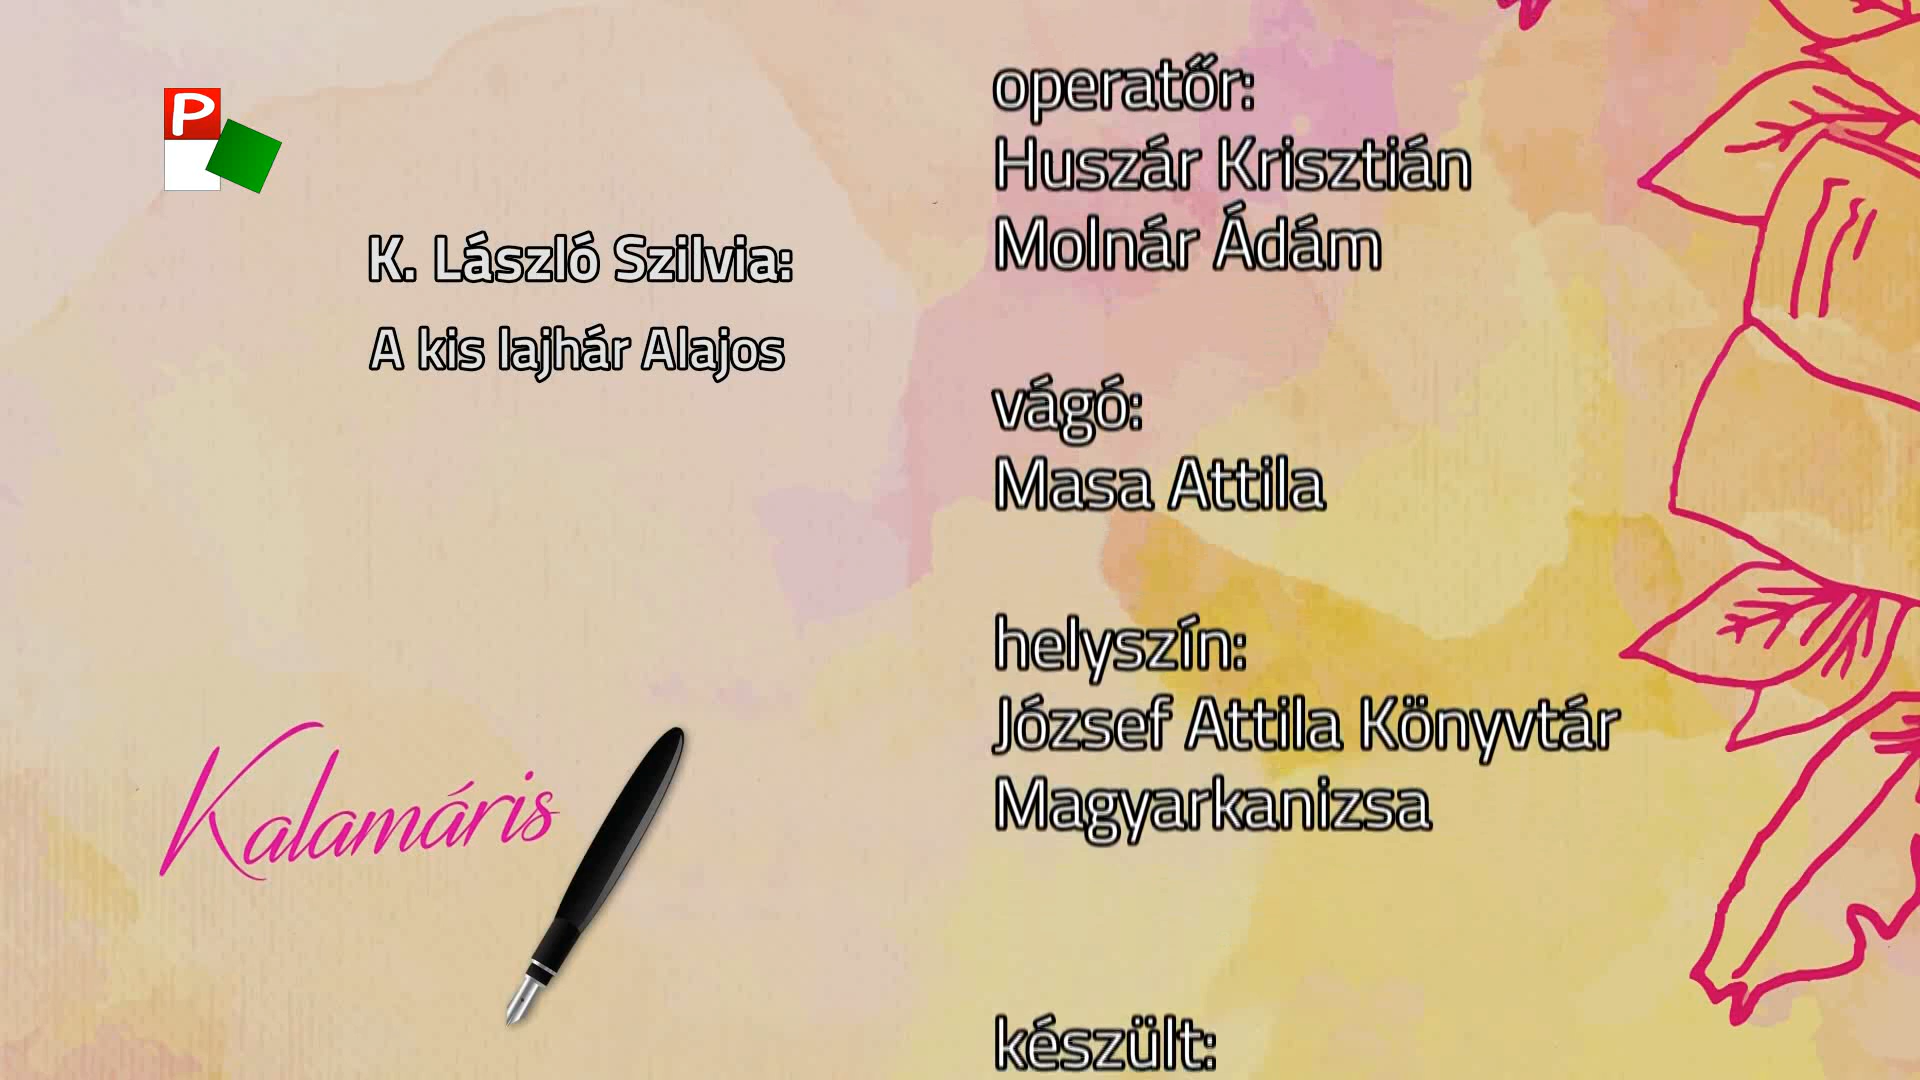 P
K. László Szilvia:
A kis lajhár Alajos
Kalamáris
operatőr:
Huszár Krisztián
Molnár Ádám
vágó:
Masa Attila
helyszín:
József Attila Könyvtár
Magyarkanizsa
készült: